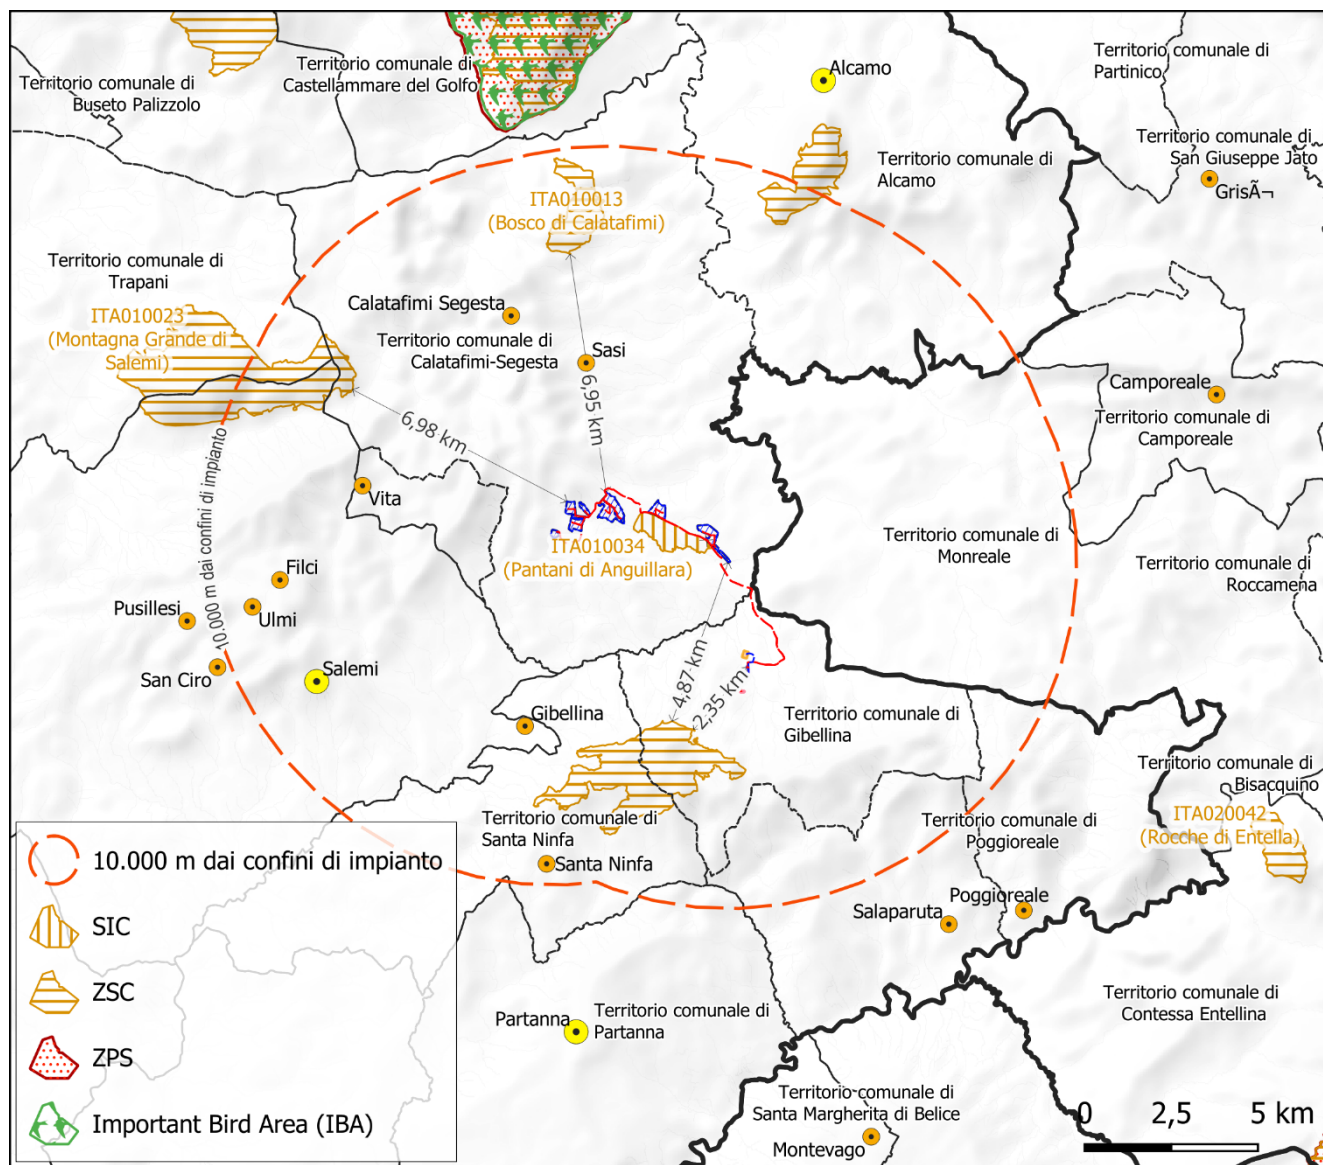 Territorio comunale di
Buseto Palizzolo
Territorio comunale di
Castellammare del Golfo
Alcamo
Territorio comunale di
Partinico
Territorio comunale di
San Giuseppe Jato
GrisÃ¬
Territorio comunale di
Alcamo
ITA010013
(Bosco di Calatafimi)
Territorio comunale di
Trapani
ITA010023
(Montagna Grande di
Salemi)
Calatafimi Segesta
Territorio comunale di
Calatafimi-Segesta
Sasi
6,95 km
6,98 km
Camporeale
Territorio comunale di
Camporeale
10.000 m dai confini di impianto
Vita
ITA010034
(Pantani di Anguillara)
Territorio comunale di
Monreale
Territorio comunale di
Roccamena
Filci
Pusillesi
Ulmi
San Ciro
Salemi
4,87 km
2,35 km
Gibellina
Territorio comunale di
Gibellina
Territorio comunale di
Bisacquino
ITA020042
(Rocche di Entella)
Territorio comunale di
Santa Ninfa
Santa Ninfa
Territorio comunale di
Poggioreale
Poggioreale
Salaparuta
Territorio comunale di
Contessa Entellina
Partanna
Territorio comunale di
Partanna
Territorio comunale di
Santa Margherita di Belice
Montevago
10.000 m dai confini di impianto
SIC
ZSC
ZPS
Important Bird Area (IBA)
0 2,5 5 km